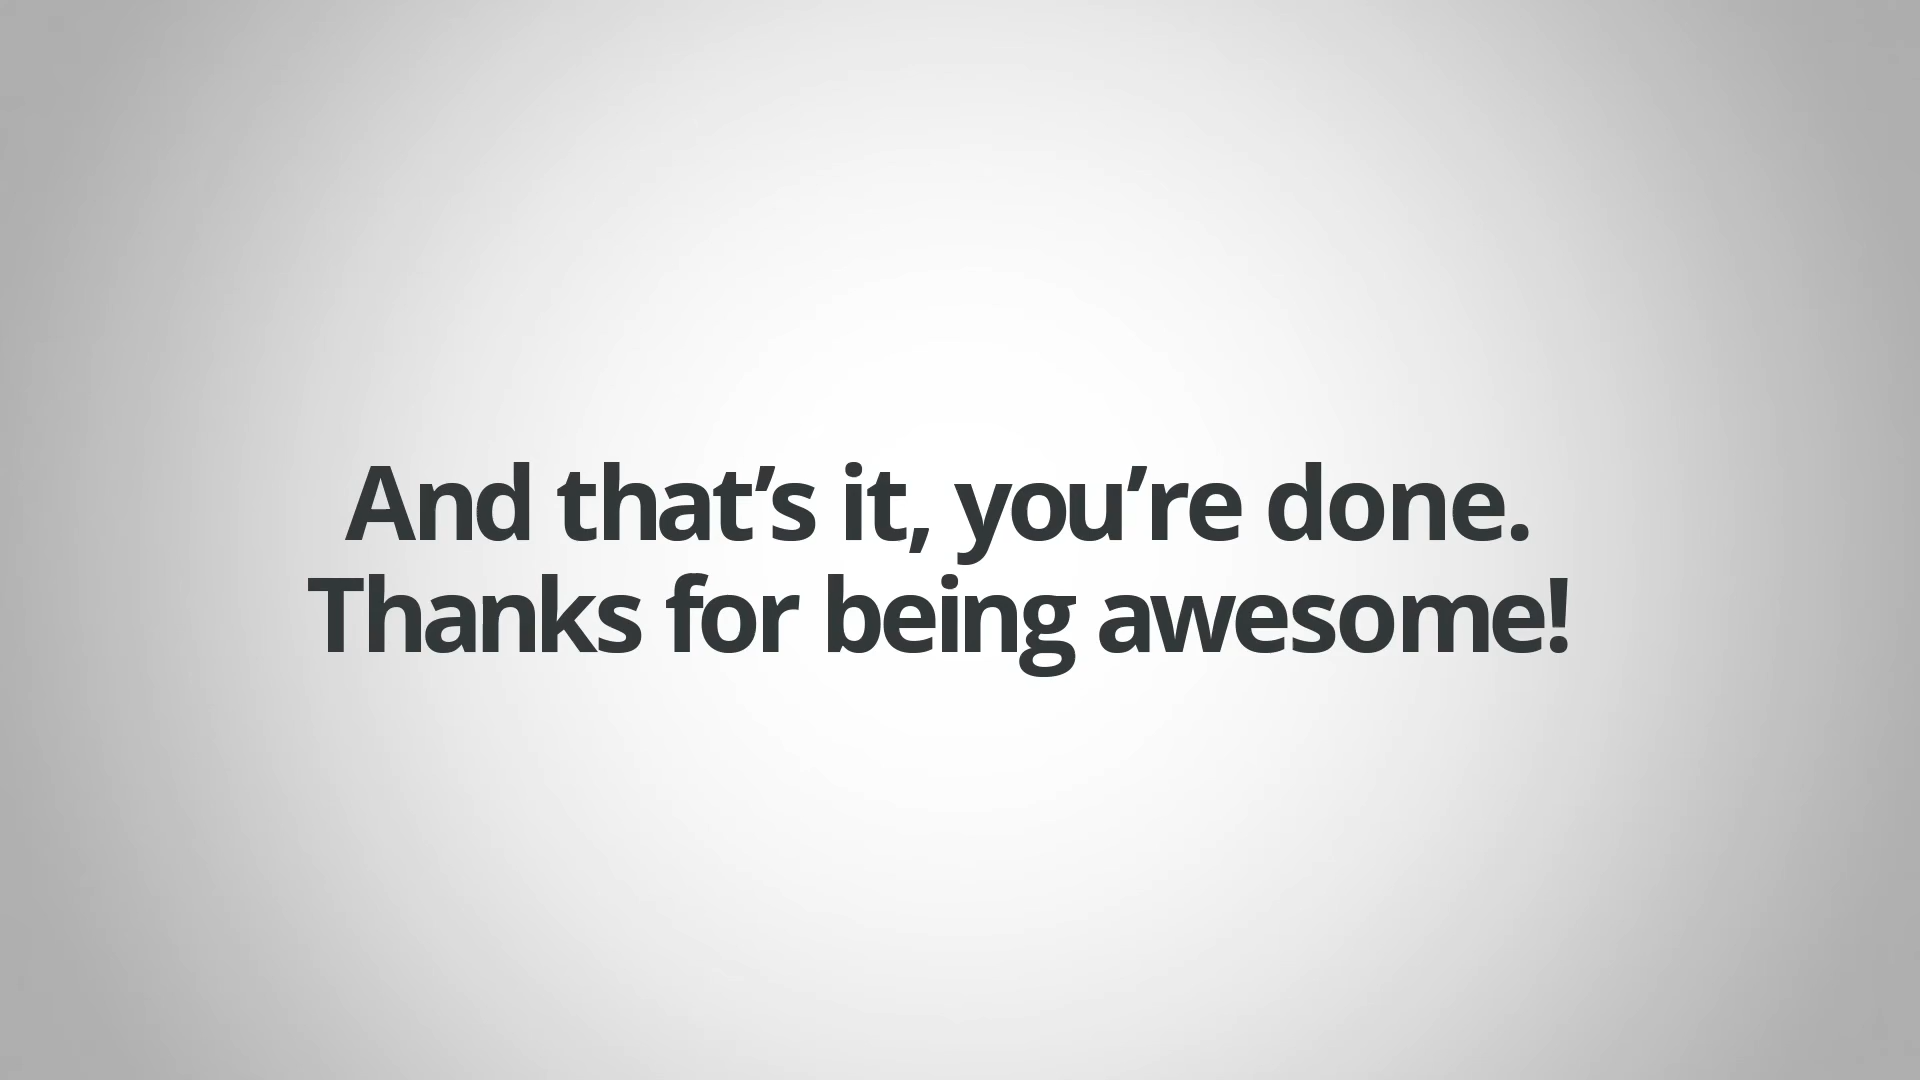 And that’s it, you’re done.
Thanks for being awesome!